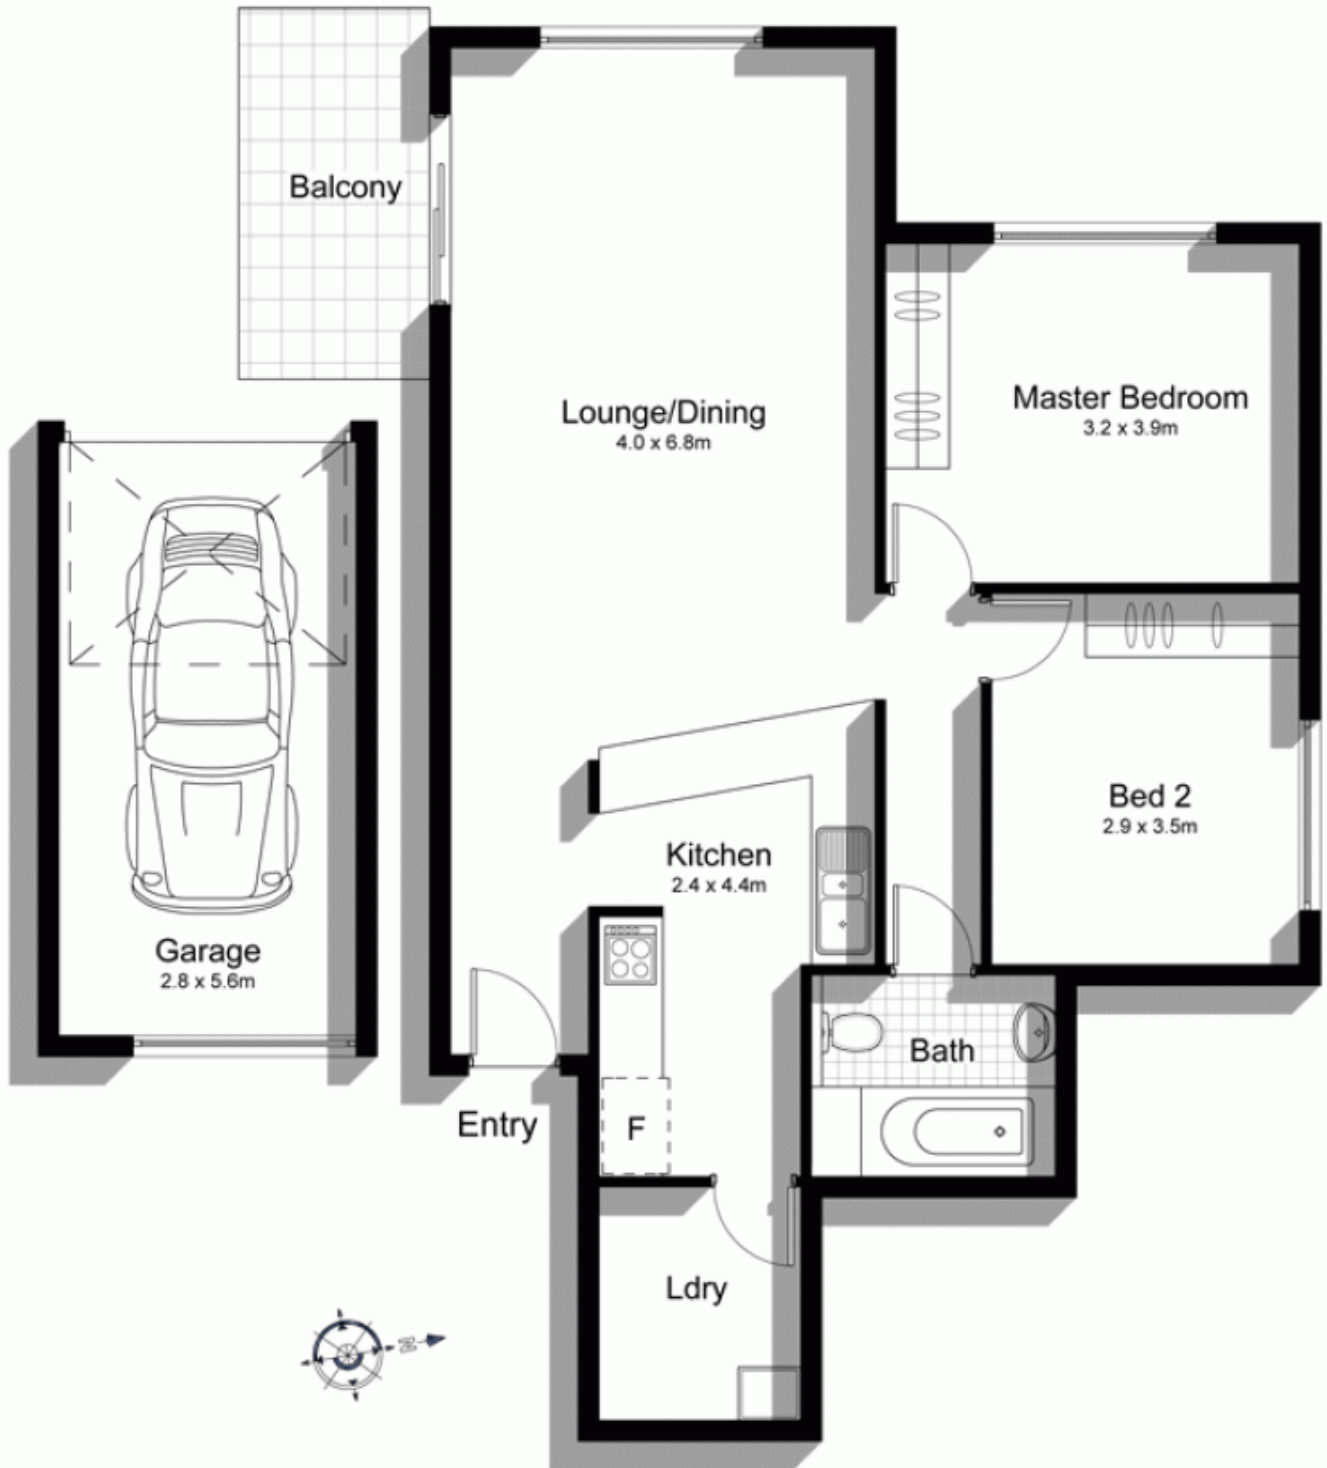 Balcony
Lounge/Dining
4.0 x 6.8m
Master Bedroom
3.2 x 3.9m
Bed 2
2.9 x 3.5m
Kitchen
2.4 x 4.4m
Garage
2.8 x 5.6m
Bath
Entry
F
Ldry